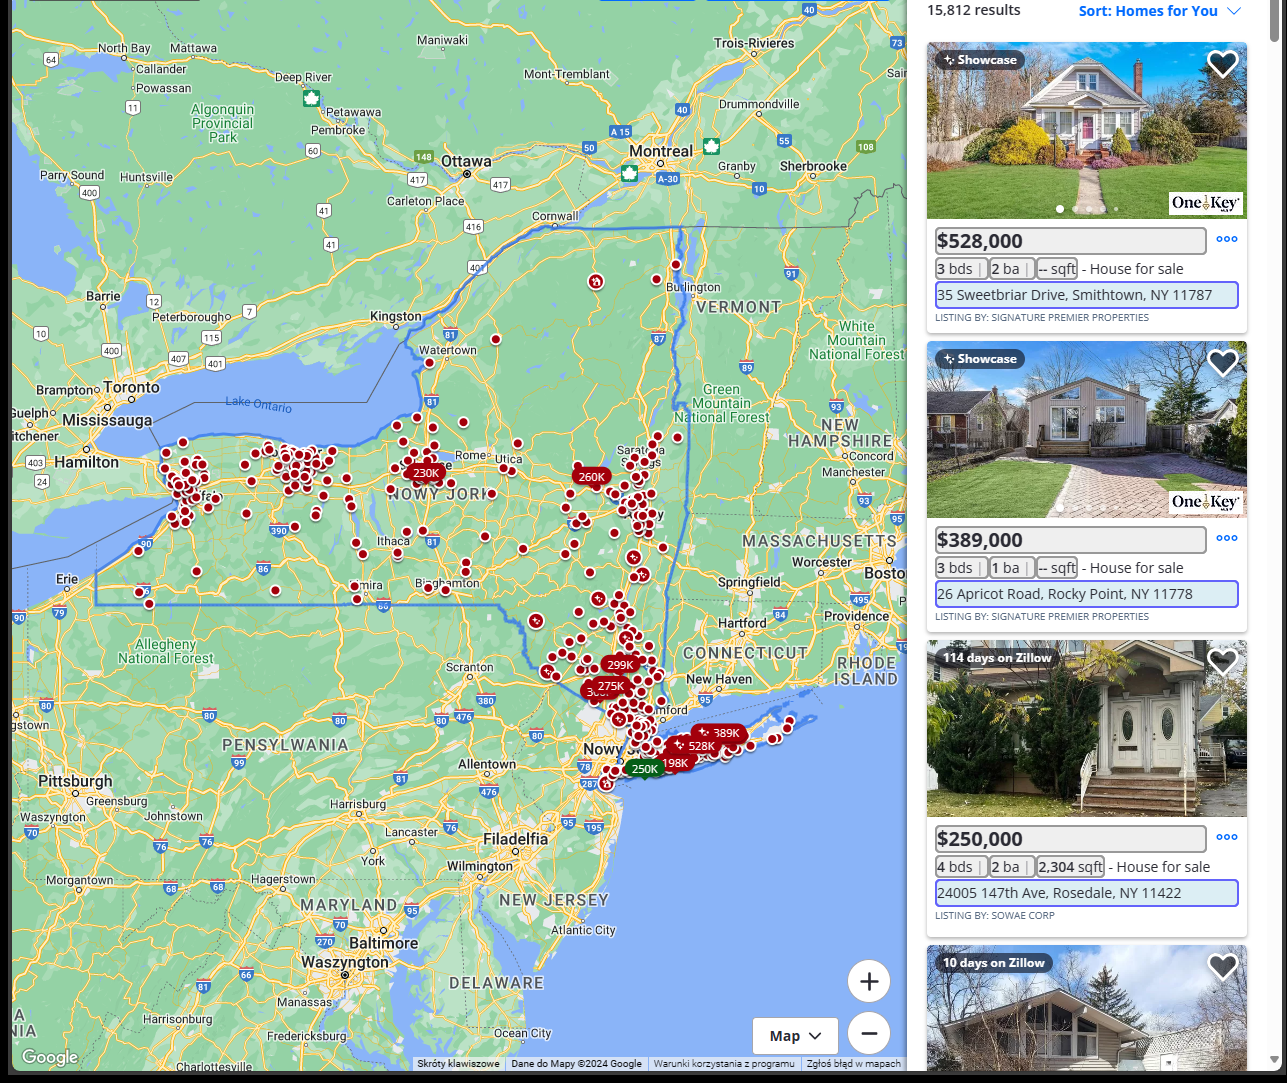 15,812 results
Sort: Homes for You
Showcase
OneKey
$528,000
3 bds | 2 ba | -- sqft - House for sale
35 Sweetbriar Drive, Smithtown, NY 11787
LISTING BY: SIGNATURE PREMIER PROPERTIES
Showcase
OneKey
$389,000
3 bds | 1 ba | -- sqft - House for sale
26 Apricot Road, Rocky Point, NY 11778
LISTING BY: SIGNATURE PREMIER PROPERTIES
114 days on Zillow
$250,000
4 bds | 2 ba | 2,304 sqft - House for sale
24005 147th Ave, Rosedale, NY 11422
LISTING BY: SOWAE CORP
10 days on Zillow
North Bay
Mattawa
Callander
Powassan
Deep River
Maniwaki
Trois-Rivieres
Mont-Tremblant
Algonquin
Provincial
Park
Petawawa
Pembroke
Drummondville
Parry Sound
Huntsville
Ottawa
Montreal
Granby
Sherbrooke
Carleton Place
Cornwall
Barrie
Peterborough
Kingston
Burlington
VERMONT
White
Mountain
National Forest
Watertown
Brampton
Toronto
Guelph
Mississauga
Hamilton
Lake Ontario
Green
Mountain
National Forest
NEW
HAMPSHIRE
Concord
Manchester
Rome
Utica
230K
260K
NOWY JORK
Ithaca
Elmira
Binghamton
MASSACHUSETTS
Worcester
Boston
Springfield
Erie
Hartford
Providence
Allegheny
National Forest
CONNECTICUT
RHODE
ISLAND
Scranton
New Haven
299K
275K
389K
528K
198K
250K
PENSYLWANIA
Allentown
Pittsburgh
Greensburg
Johnstown
Waszyngton
Harrisburg
Lancaster
York
Filadelfia
Wilmington
Morgantown
Hagerstown
MARYLAND
NEW JERSEY
Atlantic City
Baltimore
Waszyngton
DELAWARE
Manassas
Harrisonburg
Fredericksburg
Ocean City
Charlottesville
Map
Google
Skróty klawiszowe
Dane do Mapy ©2024 Google
Warunki korzystania z programu
Zgłoś błąd w mapach